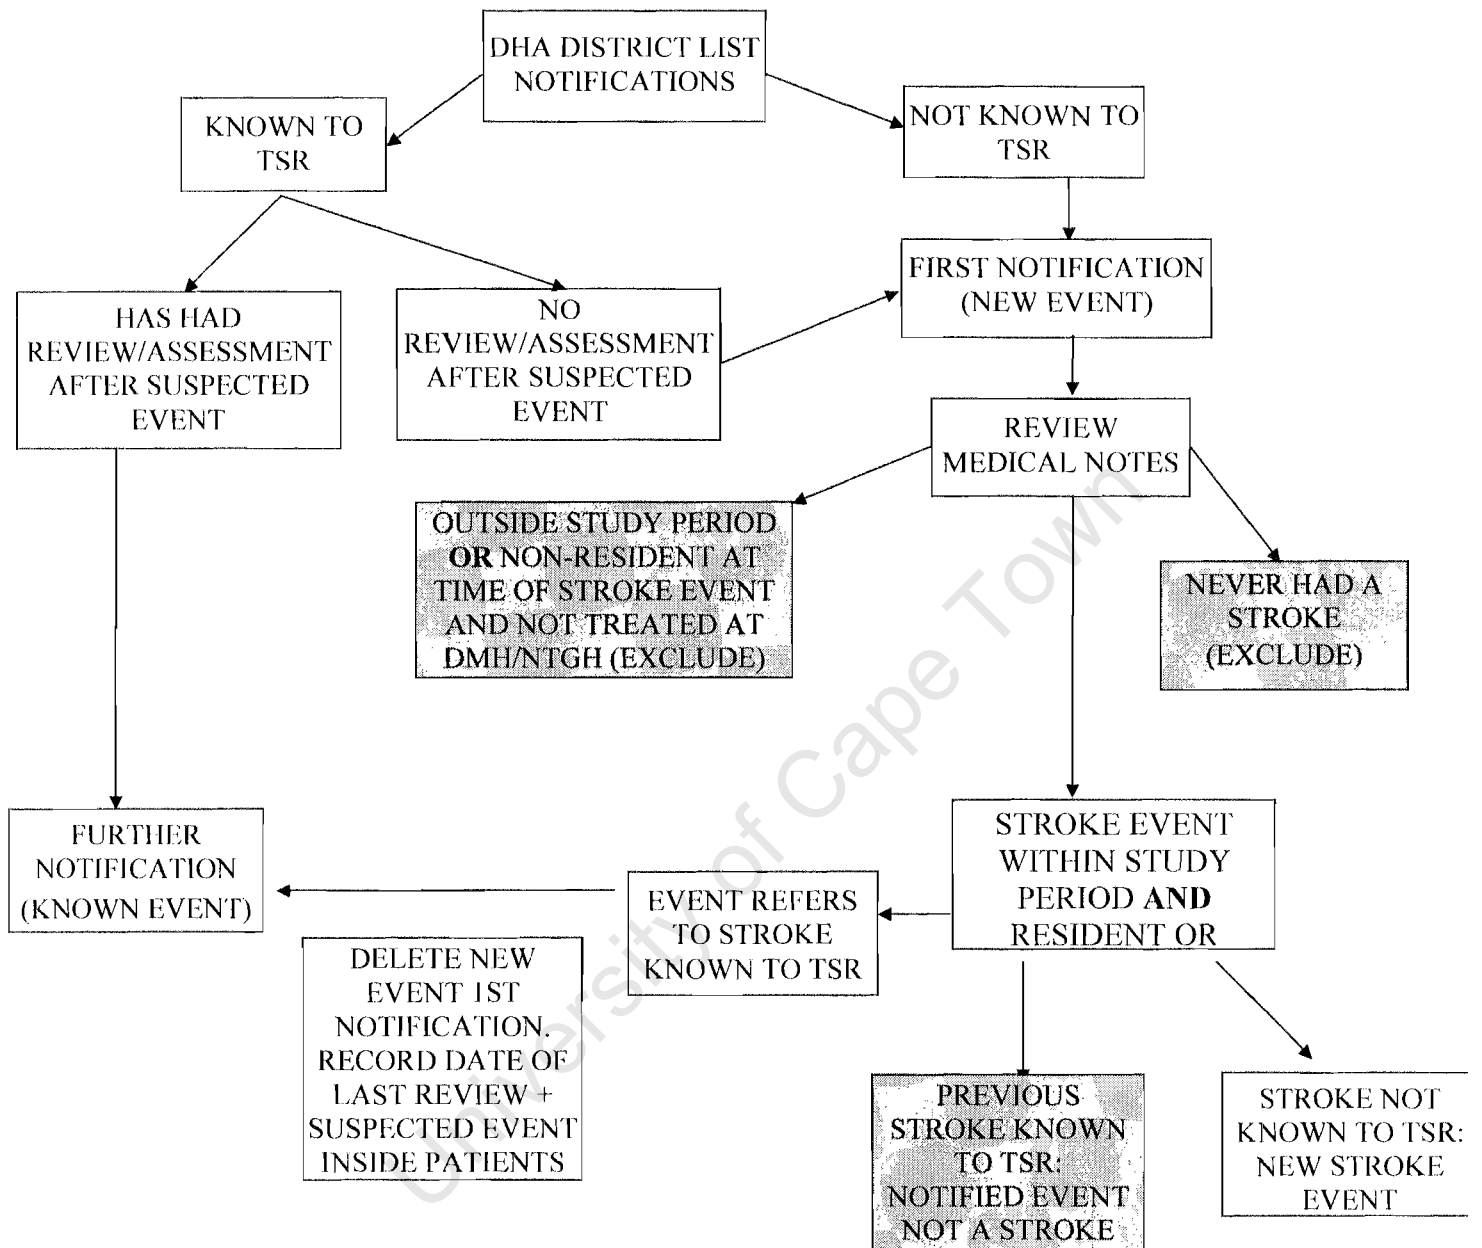 DHA DISTRICT LIST
NOTIFICATIONS
KNOWN TO
TSR
NOT KNOWN TO
TSR
HAS HAD
REVIEW/ASSESSMENT
AFTER SUSPECTED
EVENT
NO
REVIEW/ASSESSMENT
AFTER SUSPECTED
EVENT
FIRST NOTIFICATION
(NEW EVENT)
REVIEW
MEDICAL NOTES
OUTSIDE STUDY PERIOD
OR NON-RESIDENT AT
TIME OF STROKE EVENT
AND NOT TREATED AT
DMH/NTGH (EXCLUDE)
NEVER HAD A
STROKE
(EXCLUDE)
FURTHER
NOTIFICATION
(KNOWN EVENT)
EVENT REFERS
TO STROKE
KNOWN TO TSR
STROKE EVENT
WITHIN STUDY
PERIOD AND
RESIDENT OR
DELETE NEW
EVENT 1ST
NOTIFICATION.
RECORD DATE OF
LAST REVIEW +
SUSPECTED EVENT
INSIDE PATIENTS
PREVIOUS
STROKE KNOWN
TO TSR:
NOTIFIED EVENT
NOT A STROKE
STROKE NOT
KNOWN TO TSR:
NEW STROKE
EVENT
University of Cape Town